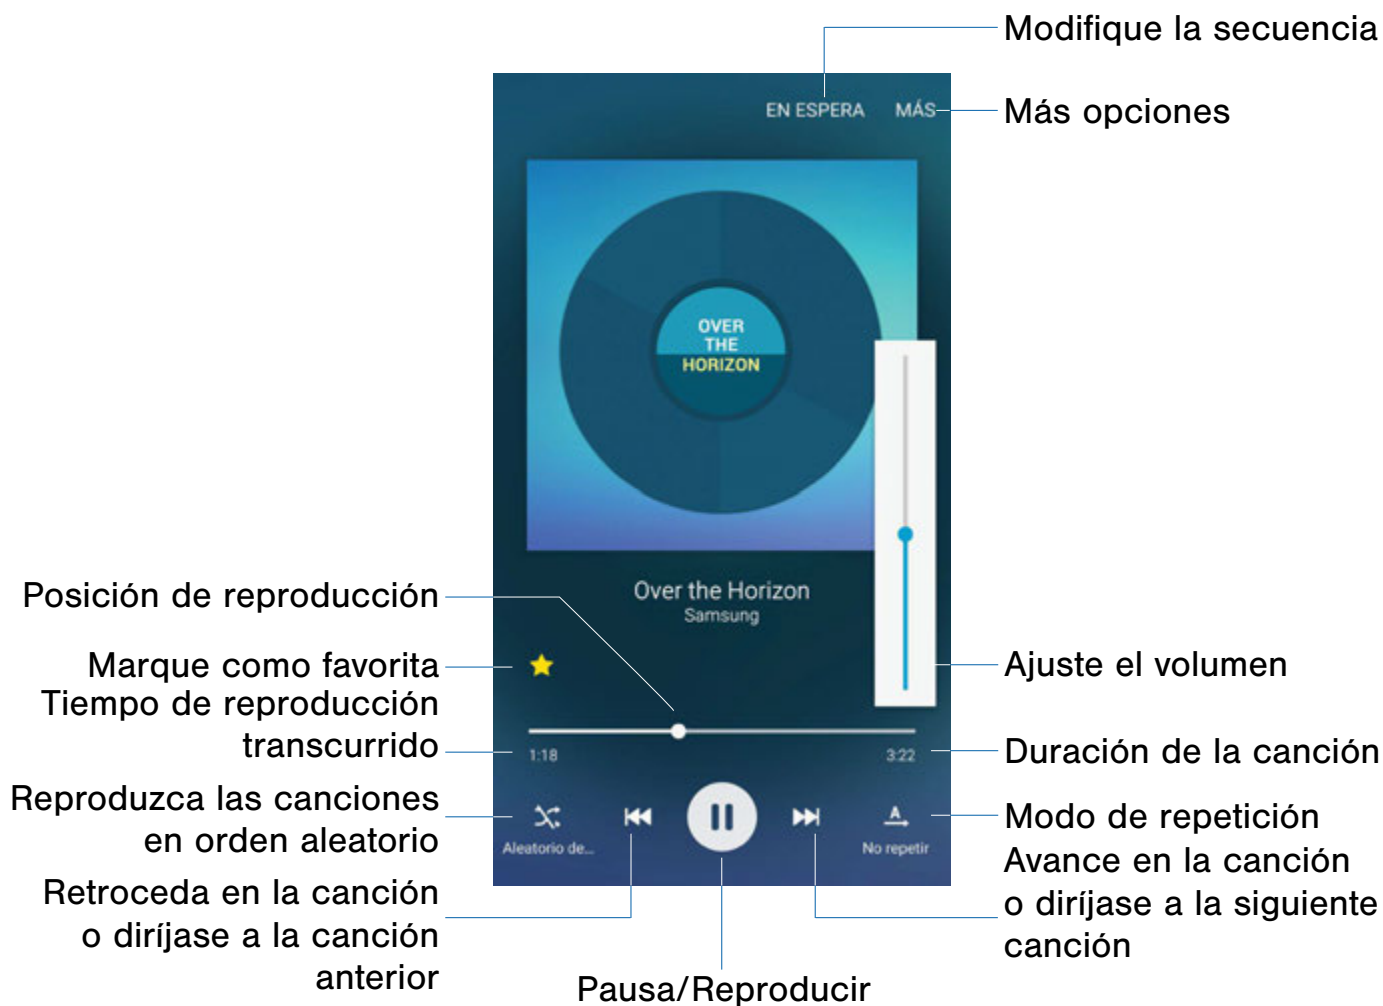 Modifique la secuencia
EN ESPERA
MÁS
Más opciones
OVER
THE
HORIZON
Over the Horizon
Samsung
Posición de reproducción
Marque como favorita
Ajuste el volumen
Tiempo de reproducción
transcurrido
1:18
3:22
Duración de la canción
Reproduzca las canciones
en orden aleatorio
Aleatorio de...
No repetir
Modo de repetición
Retroceda en la canción
o diríjase a la canción
anterior
Avance en la canción
o diríjase a la siguiente
canción
Pausa/Reproducir